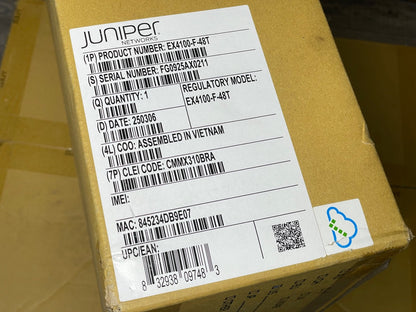 JUNIPER
NETWORKS
(1P) PRODUCT NUMBER: EX4100-F-48T
(S) SERIAL NUMBER: FG0925AX0211
(Q) QUANTITY: 1
REGULATORY MODEL:
EX4100-F-48T
(D) DATE: 250306
(4L) COO: ASSEMBLED IN VIETNAM
(7P) CLEI CODE: CMMX310BRA
IMEI:
MAC: 845234DB9E07
UPC/EAN:
8 32938 09748 3